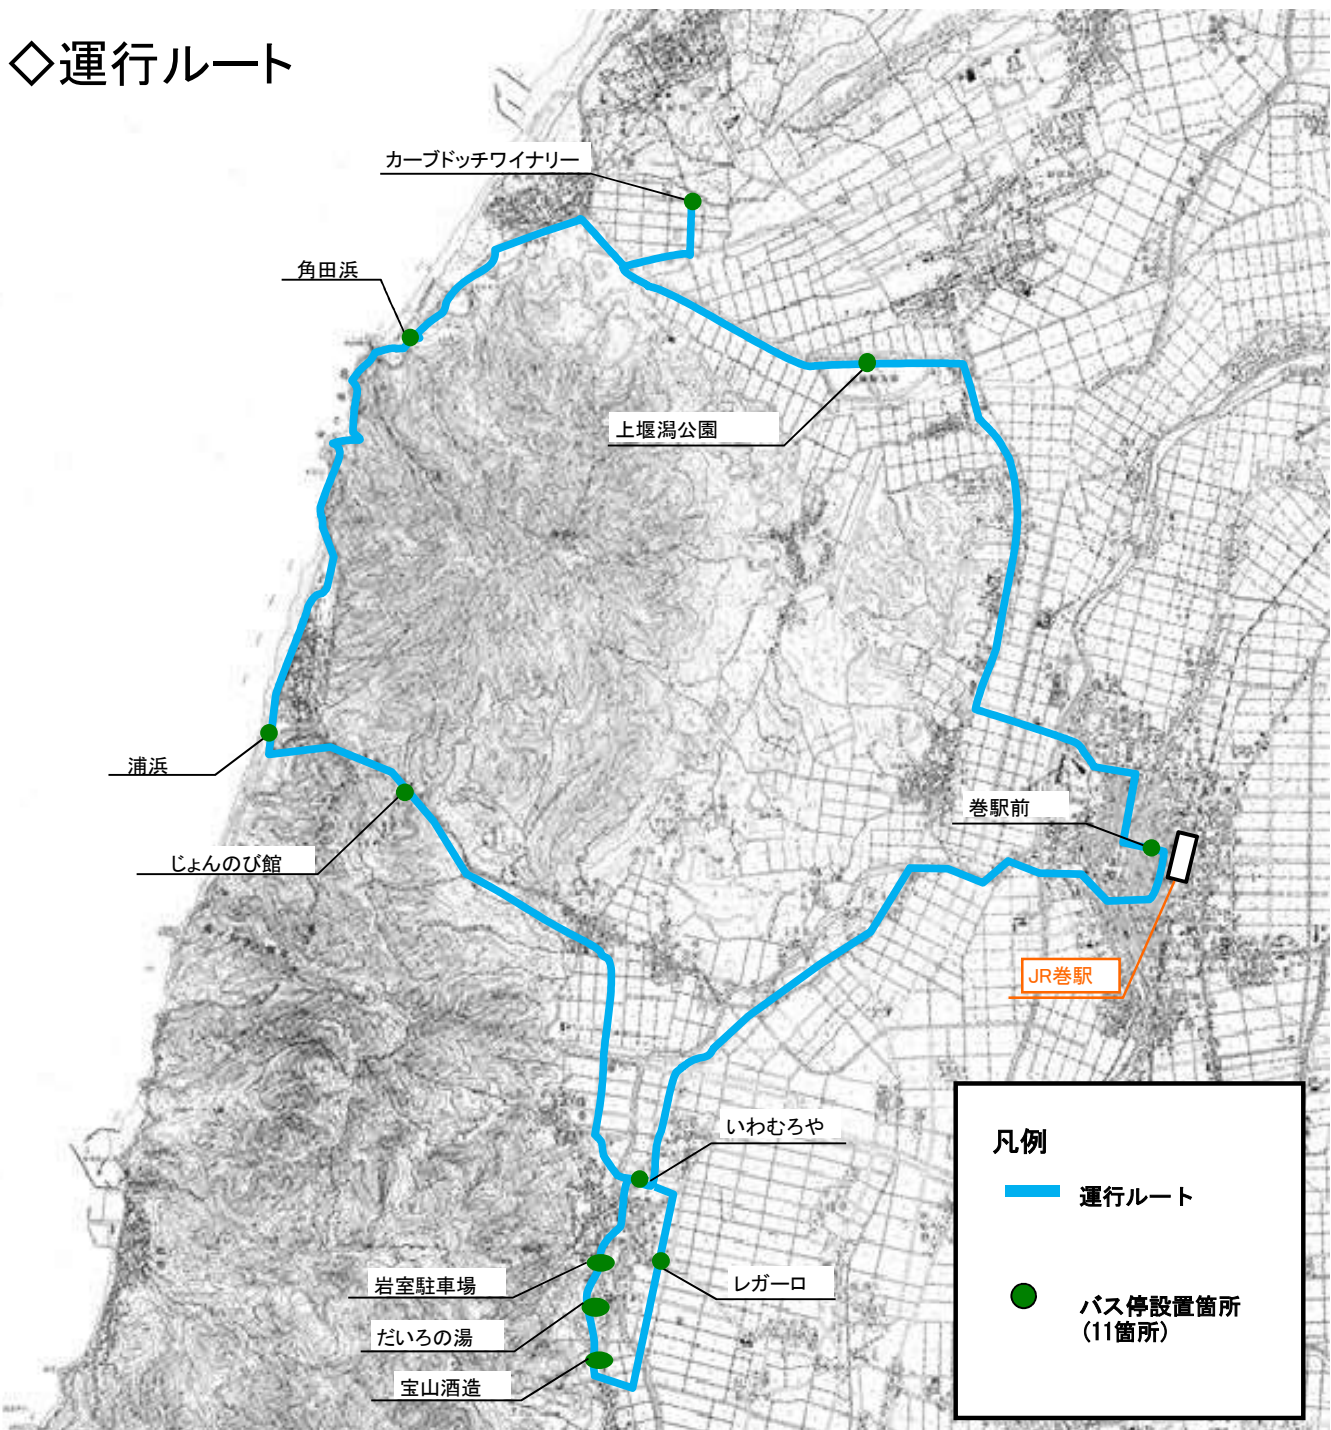 ◇運行ルート
カーブドッチワイナリー
角田浜
上堰潟公園
浦浜
巻駅前
じょんのび館
JR巻駅
いわむろや
岩室駐車場
レガーロ
だいろの湯
宝山酒造
凡例
運行ルート
バス停設置箇所
(11箇所)